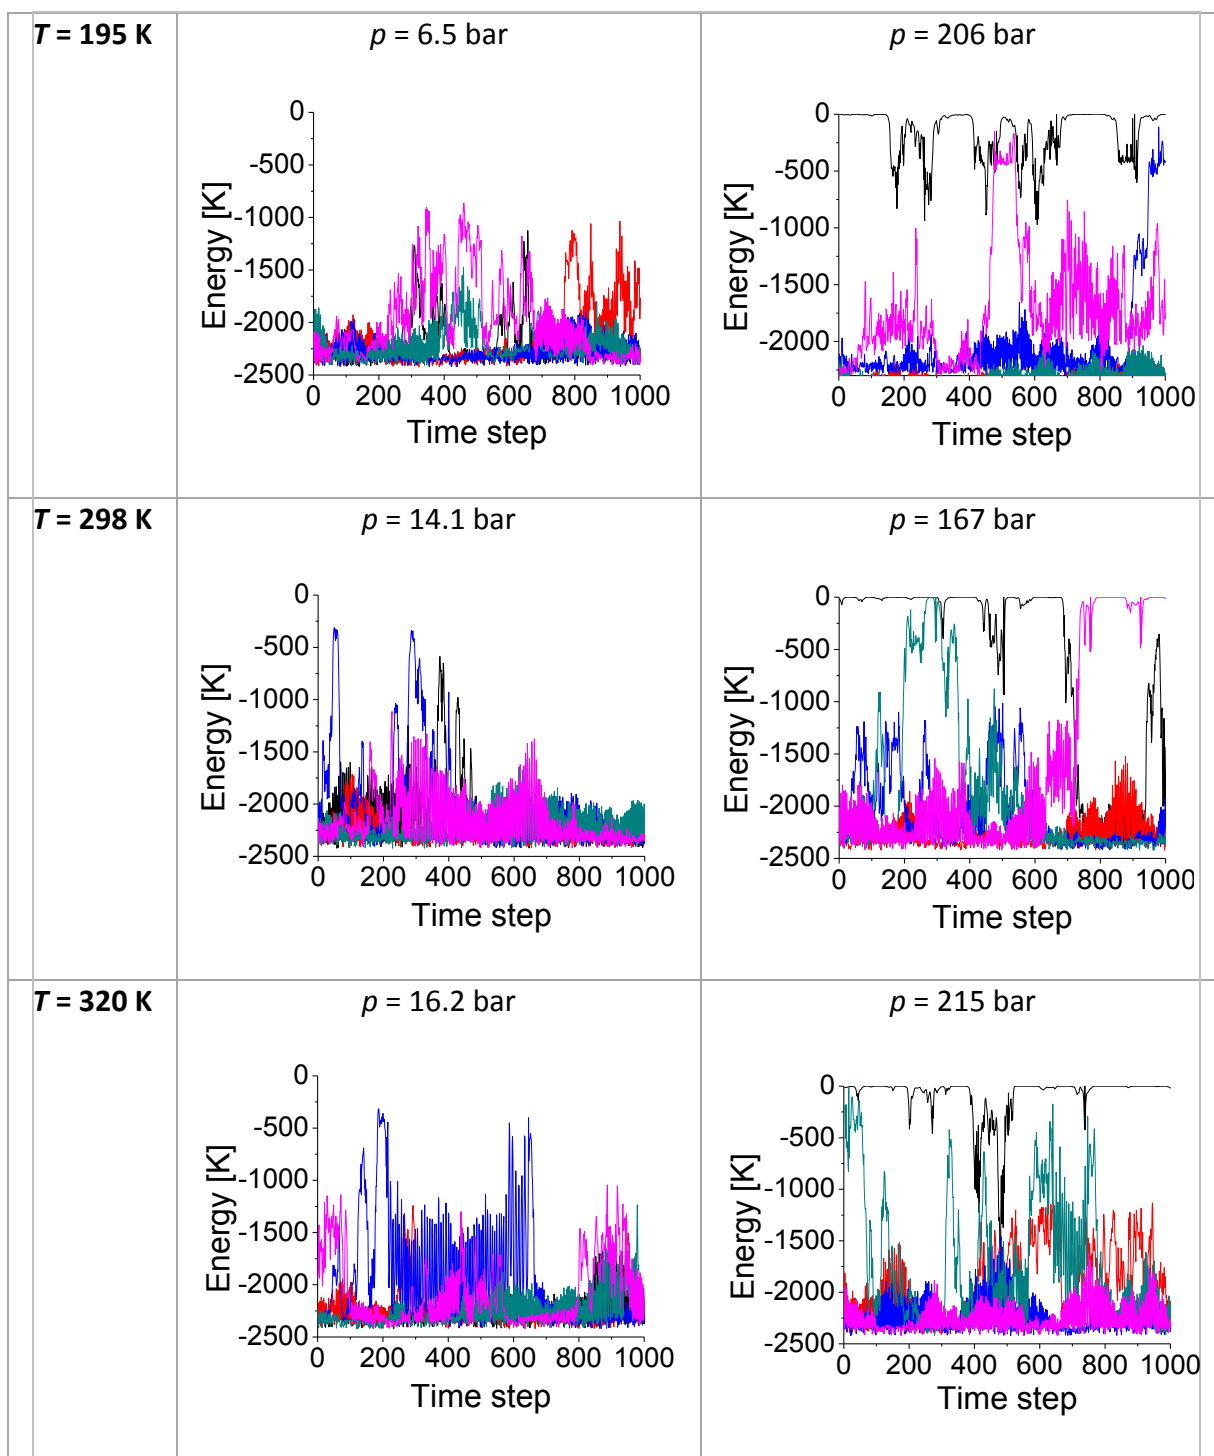 T = 195 K
p = 6.5 bar
p = 206 bar
0
-500
-1000
-1500
-2000
-2500
Energy [K]
0 200 400 600 800 1000
Time step
0
-500
-1000
-1500
-2000
Energy [K]
0 200 400 600 800 1000
Time step
T = 298 K
p = 14.1 bar
p = 167 bar
0
-500
-1000
-1500
-2000
-2500
Energy [K]
0 200 400 600 800 1000
Time step
0
-500
-1000
-1500
-2000
-2500
Energy [K]
0 200 400 600 800 1000
Time step
T = 320 K
p = 16.2 bar
p = 215 bar
0
-500
-1000
-1500
-2000
-2500
Energy [K]
0 200 400 600 800 1000
Time step
0
-500
-1000
-1500
-2000
-2500
Energy [K]
0 200 400 600 800 1000
Time step